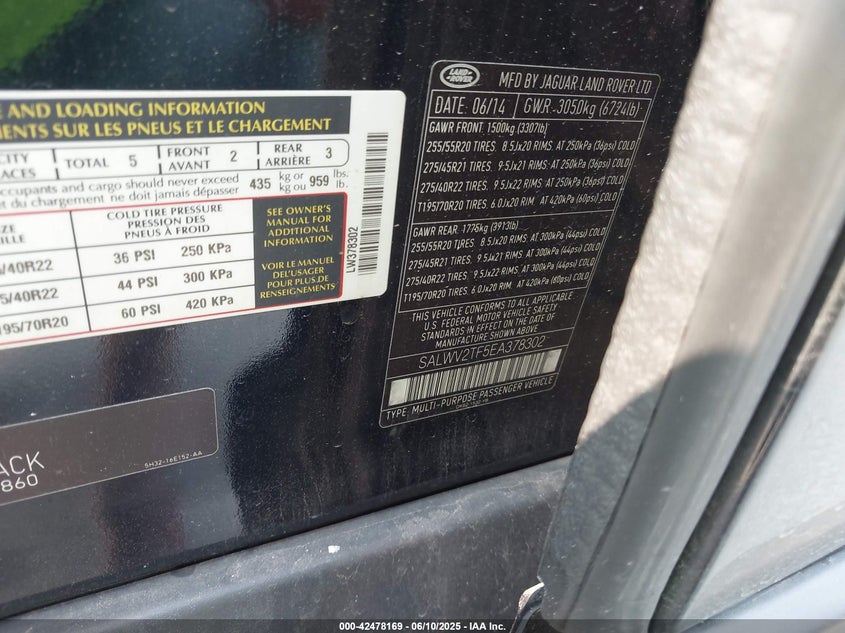 E AND LOADING INFORMATION
MENTS SUR LES PNEUS ET LE CHARGEMENT
CITY
ACES
TOTAL 5
FRONT
AVANT 2
REAR
ARRIÈRE 3
occupants and cargo should never exceed
et du chargement ne doit jamais dépasser
435 kg or 959 lbs.
kg ou lb.
ZE
ILLE
COLD TIRE PRESSURE
PRESSION DES
PNEUS À FROID
/40R22 36 PSI 250 KPa
5/40R22 44 PSI 300 KPa
195/70R20 60 PSI 420 KPa
SEE OWNER'S
MANUAL FOR
ADDITIONAL
INFORMATION
VOIR LE MANUEL
DE L'USAGER
POUR PLUS DE
RENSEIGNEMENTS
LW378302
LAND
ROVER
MFD BY JAGUAR LAND ROVER LTD
DATE: 06/14 GWR. 3050kg (6724lb)
GAWR FRONT 1500kg (3307lb)
255/55R20 TIRES. 8.5Jx20 RIMS. AT 250kPa (36psi) COLD
275/45R21 TIRES. 9.5Jx21 RIMS. AT 250kPa (36psi) COLD
275/40R22 TIRES. 9.5Jx22 RIMS. AT 250kPa (36psi) COLD
T195/70R20 TIRES. 6.0Jx20 RIM AT 420kPa (60psi) COLD
GAWR REAR. 1775kg (3913lb)
255/55R20 TIRES 8.5Jx20 RIMS. AT 300kPa (44psi) COLD
275/45R21 TIRES. 9.5Jx21 RIMS. AT 300kPa (44psi) COLD
275/40R22 TIRES. 9.5Jx22 RIMS. AT 300kPa (44psi) COLD
T195/70R20 TIRES. 6.0Jx20 RIM. AT 420kPa (60psi) COLD
THIS VEHICLE CONFORMS TO ALL APPLICABLE
U.S. FEDERAL MOTOR VEHICLE SAFETY
STANDARDS IN EFFECT ON THE DATE OF
MANUFACTURE SHOWN ABOVE
SALWV2TF5EA378302
TYPE: MULTI-PURPOSE PASSENGER VEHICLE
ACK
860
5H32-16E152-AA
000-42478169 - 06/10/2025 - IAA Inc.